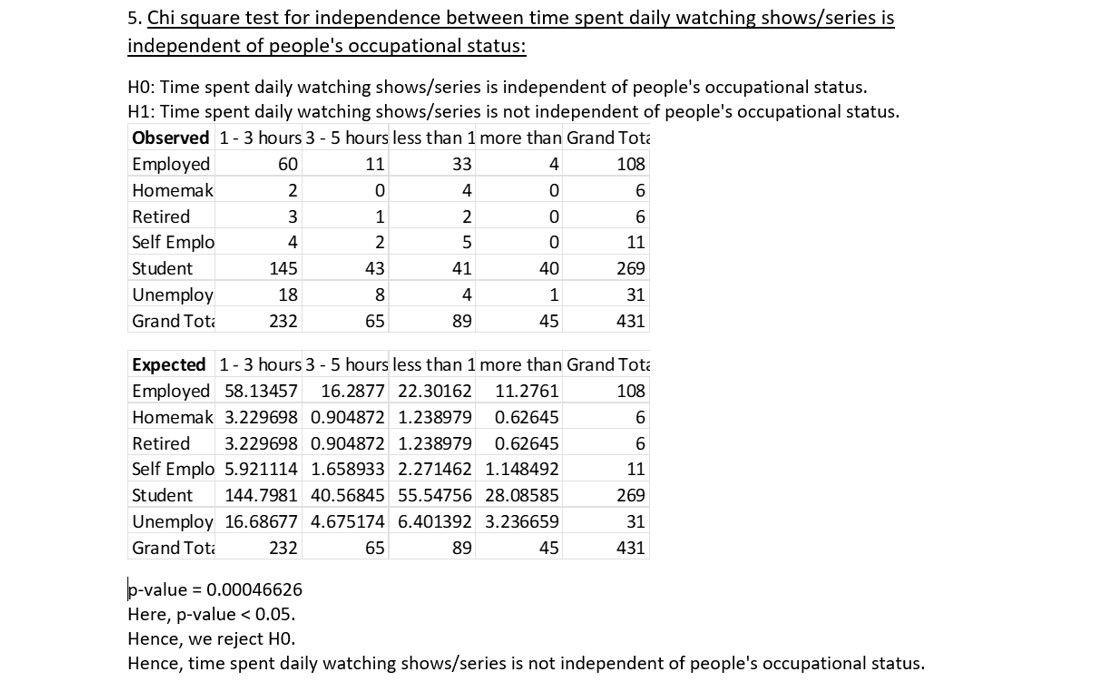 5. Chi square test for independence between time spent daily watching shows/series is
independent of people's occupational status:
H0: Time spent daily watching shows/series is independent of people's occupational status.
H1: Time spent daily watching shows/series is not independent of people's occupational status.
Observed 1 - 3 hours 3 - 5 hours less than 1 more than Grand Tota
Employed 60 11 33 4 108
Homemak 2 0 4 0 6
Retired 3 1 2 0 6
Self Emplo 4 2 5 0 11
Student 145 43 41 40 269
Unemploy 18 8 4 1 31
Grand Tota 232 65 89 45 431
Expected 1 - 3 hours 3 - 5 hours less than 1 more than Grand Tota
Employed 58.13457 16.2877 22.30162 11.2761 108
Homemak 3.229698 0.904872 1.238979 0.62645 6
Retired 3.229698 0.904872 1.238979 0.62645 6
Self Emplo 5.921114 1.658933 2.271462 1.148492 11
Student 144.7981 40.56845 55.54756 28.08585 269
Unemploy 16.68677 4.675174 6.401392 3.236659 31
Grand Tota 232 65 89 45 431
p-value = 0.00046626
Here, p-value < 0.05.
Hence, we reject H0.
Hence, time spent daily watching shows/series is not independent of people's occupational status.